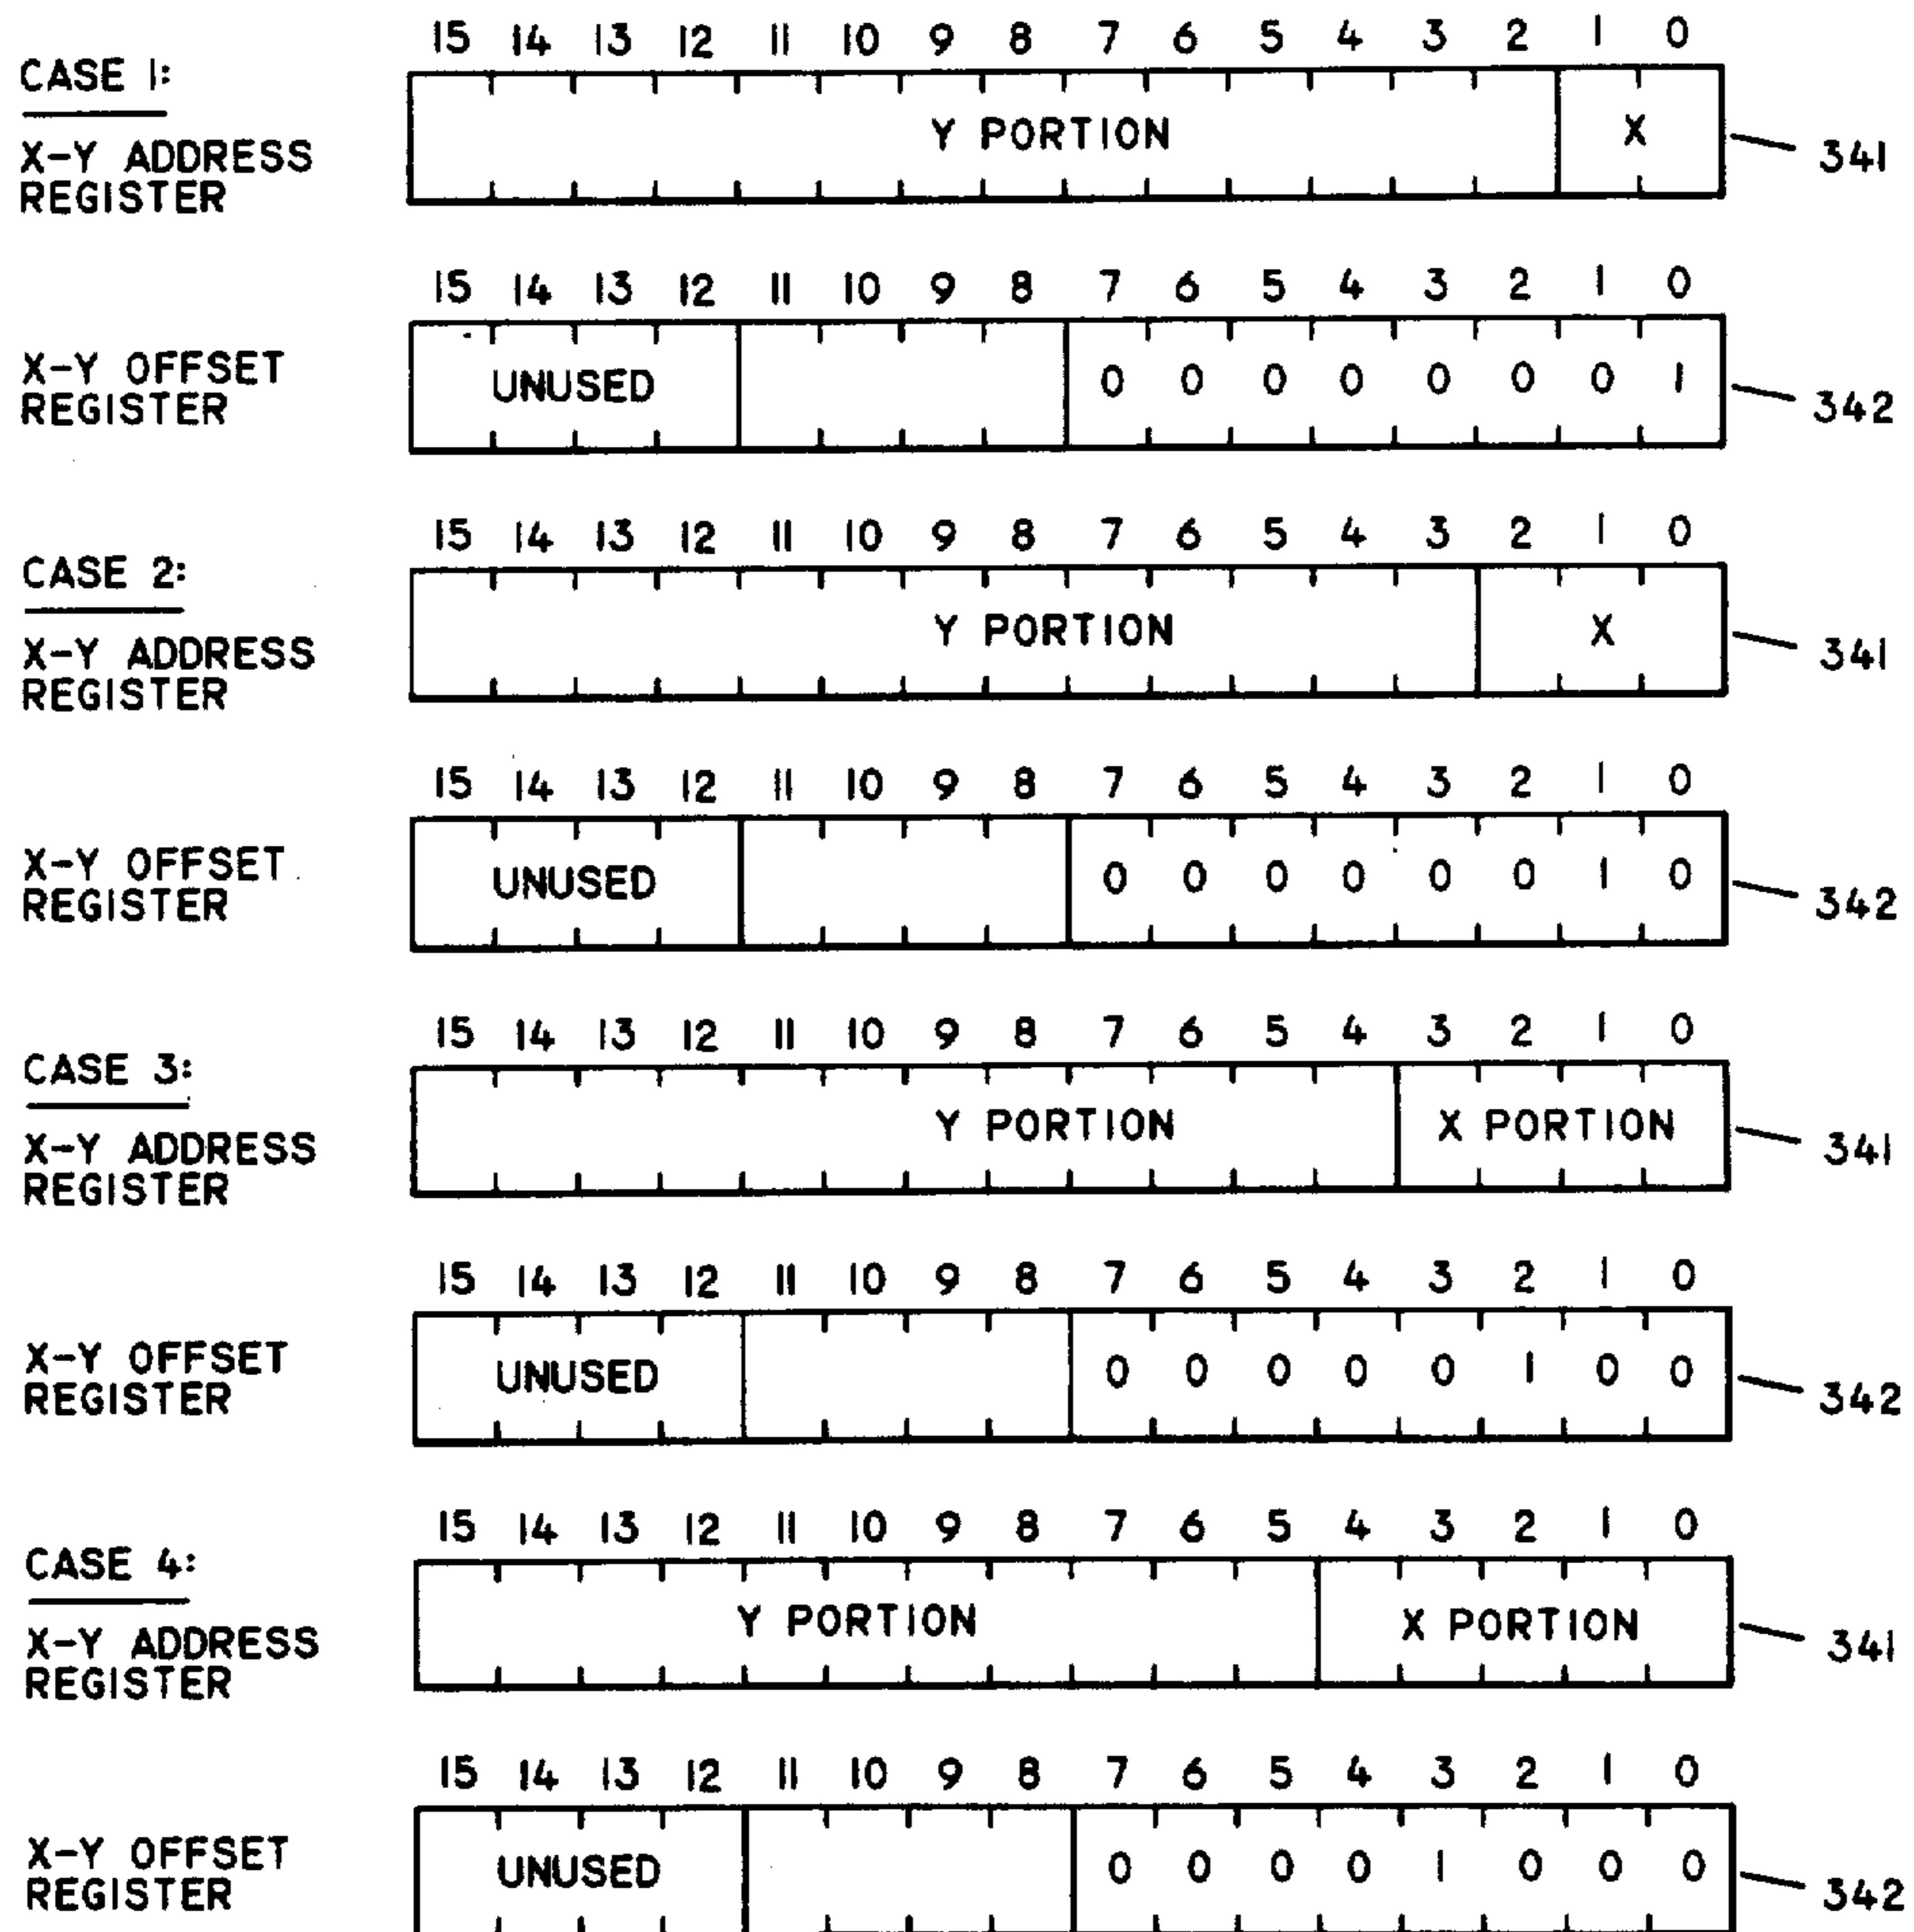 15 14 13 12 11 10 9 8 7 6 5 4 3 2 1 0
CASE 1:
X-Y ADDRESS
REGISTER
Y PORTION X
341
15 14 13 12 11 10 9 8 7 6 5 4 3 2 1 0
X-Y OFFSET
REGISTER
UNUSED 0 0 0 0 0 0 0 1
342
15 14 13 12 11 10 9 8 7 6 5 4 3 2 1 0
CASE 2:
X-Y ADDRESS
REGISTER
Y PORTION X
341
15 14 13 12 11 10 9 8 7 6 5 4 3 2 1 0
X-Y OFFSET
REGISTER
UNUSED 0 0 0 0 0 0 1 0
342
15 14 13 12 11 10 9 8 7 6 5 4 3 2 1 0
CASE 3:
X-Y ADDRESS
REGISTER
Y PORTION X PORTION
341
15 14 13 12 11 10 9 8 7 6 5 4 3 2 1 0
X-Y OFFSET
REGISTER
UNUSED 0 0 0 0 0 1 0 0
342
15 14 13 12 11 10 9 8 7 6 5 4 3 2 1 0
CASE 4:
X-Y ADDRESS
REGISTER
Y PORTION X PORTION
341
15 14 13 12 11 10 9 8 7 6 5 4 3 2 1 0
X-Y OFFSET
REGISTER
UNUSED 0 0 0 0 1 0 0 0
342